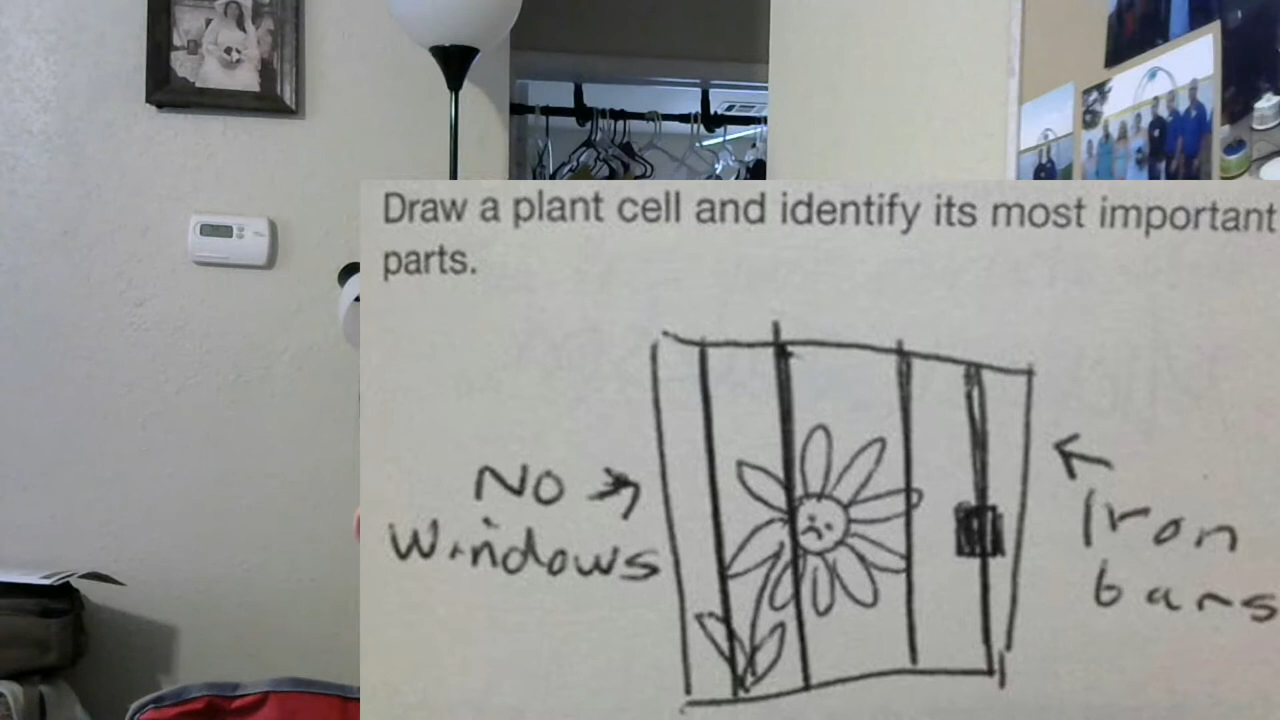 Draw a plant cell and identify its most important
parts.
No
Windows
Iron
bars